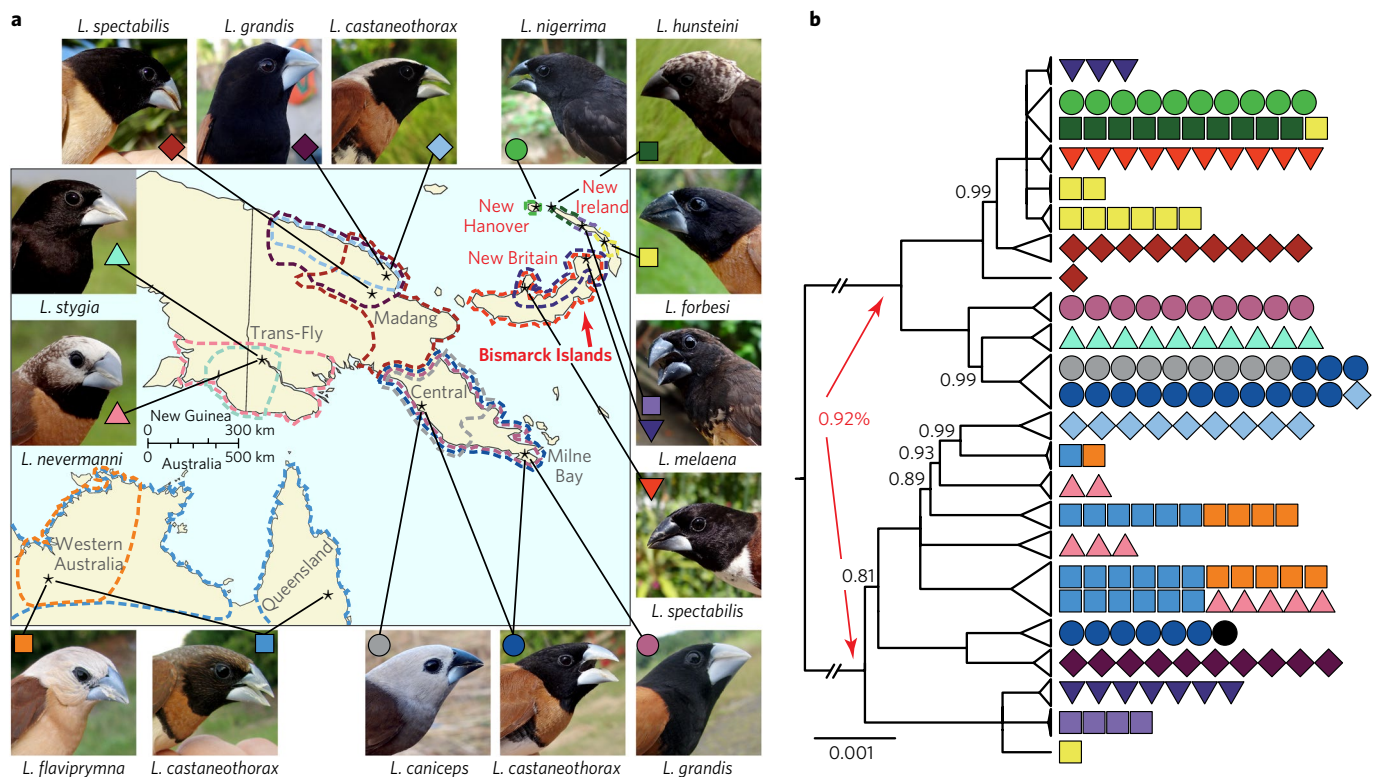 a
b
L. spectabilis
L. grandis
L. castaneothorax
L. nigerrima
L. hunsteini
New
Hanover
New
Ireland
New Britain
L. stygia
L. forbesi
Trans-Fly
Madang
Bismarck Islands
Central
New Guinea
0 300 km
0 500 km
Australia
L. nevermanni
Milne
Bay
L. melaena
Western
Australia
Queensland
L. spectabilis
L. flaviprymna
L. castaneothorax
L. caniceps
L. castaneothorax
L. grandis
0.99
0.99
0.92%
0.99
0.93
0.89
0.81
0.001